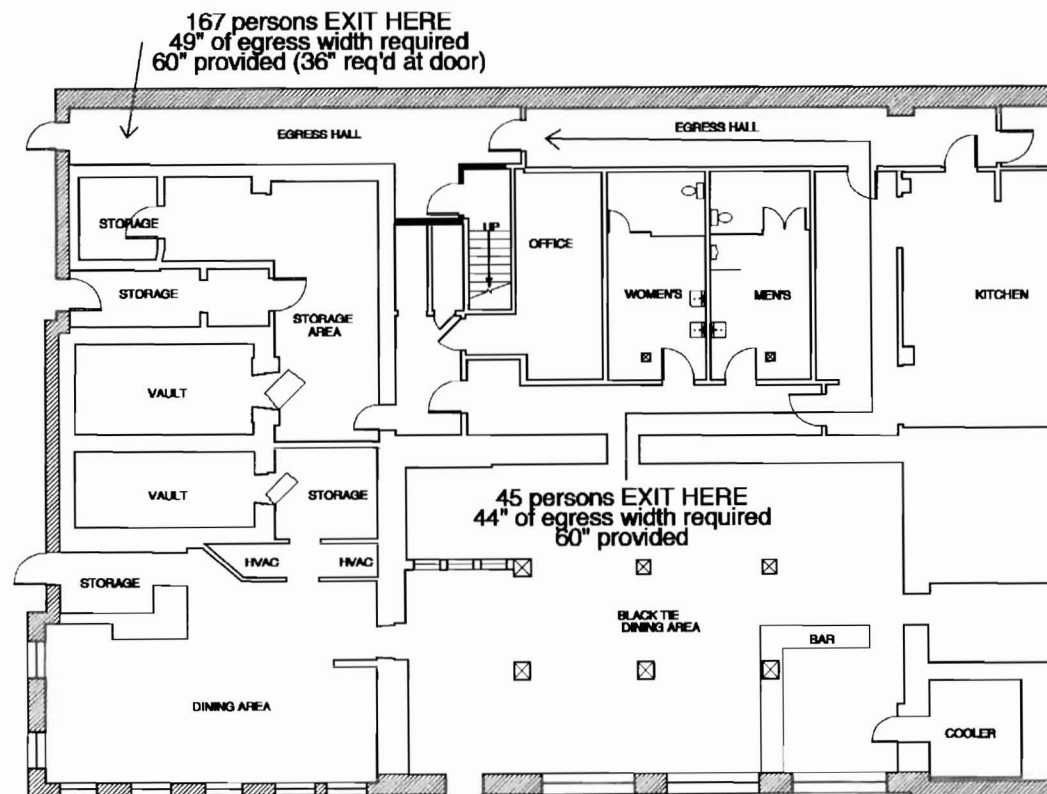 167 persons EXIT HERE
49" of egress width required
60" provided (36" req'd at door)
EGRESS HALL
EGRESS HALL
STORAGE
UP
OFFICE
STORAGE
WOMEN'S
MEN'S
KITCHEN
STORAGE
AREA
VAULT
VAULT
STORAGE
45 persons EXIT HERE
44" of egress width required
60" provided
HVAC
HVAC
STORAGE
BLACK TIE
DINING AREA
BAR
DINING AREA
COOLER